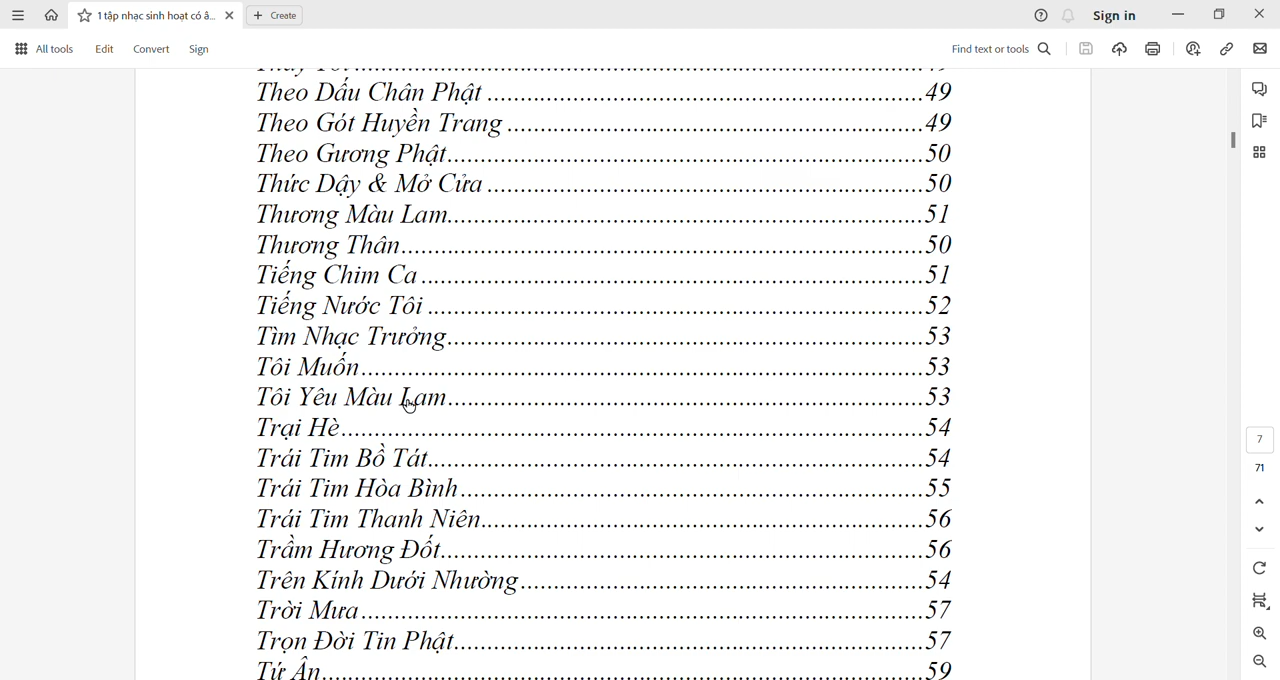 1 tập nhạc sinh hoạt có â...
Create
Sign in
All tools Edit Convert Sign
Find text or tools
Theo Dấu Chân Phật ........................................................................49
Theo Gót Huyền Trang .....................................................................49
Theo Gương Phật...............................................................................50
Thức Dậy & Mở Cửa ........................................................................50
Thương Màu Lam...............................................................................51
Thương Thân.......................................................................................50
Tiếng Chim Ca ...................................................................................51
Tiếng Nước Tôi ..................................................................................52
Tìm Nhạc Trưởng...............................................................................53
Tôi Muốn..............................................................................................53
Tôi Yêu Màu Lam...............................................................................53
Trại Hè.................................................................................................54
Trái Tim Bồ Tát..................................................................................54
Trái Tim Hòa Bình .............................................................................55
Trái Tim Thanh Niên.........................................................................56
Trầm Hương Đốt................................................................................56
Trên Kính Dưới Nhường...................................................................54
Trời Mưa..............................................................................................57
Trọn Đời Tin Phật..............................................................................57
Tứ Ân....................................................................................................59
7
71